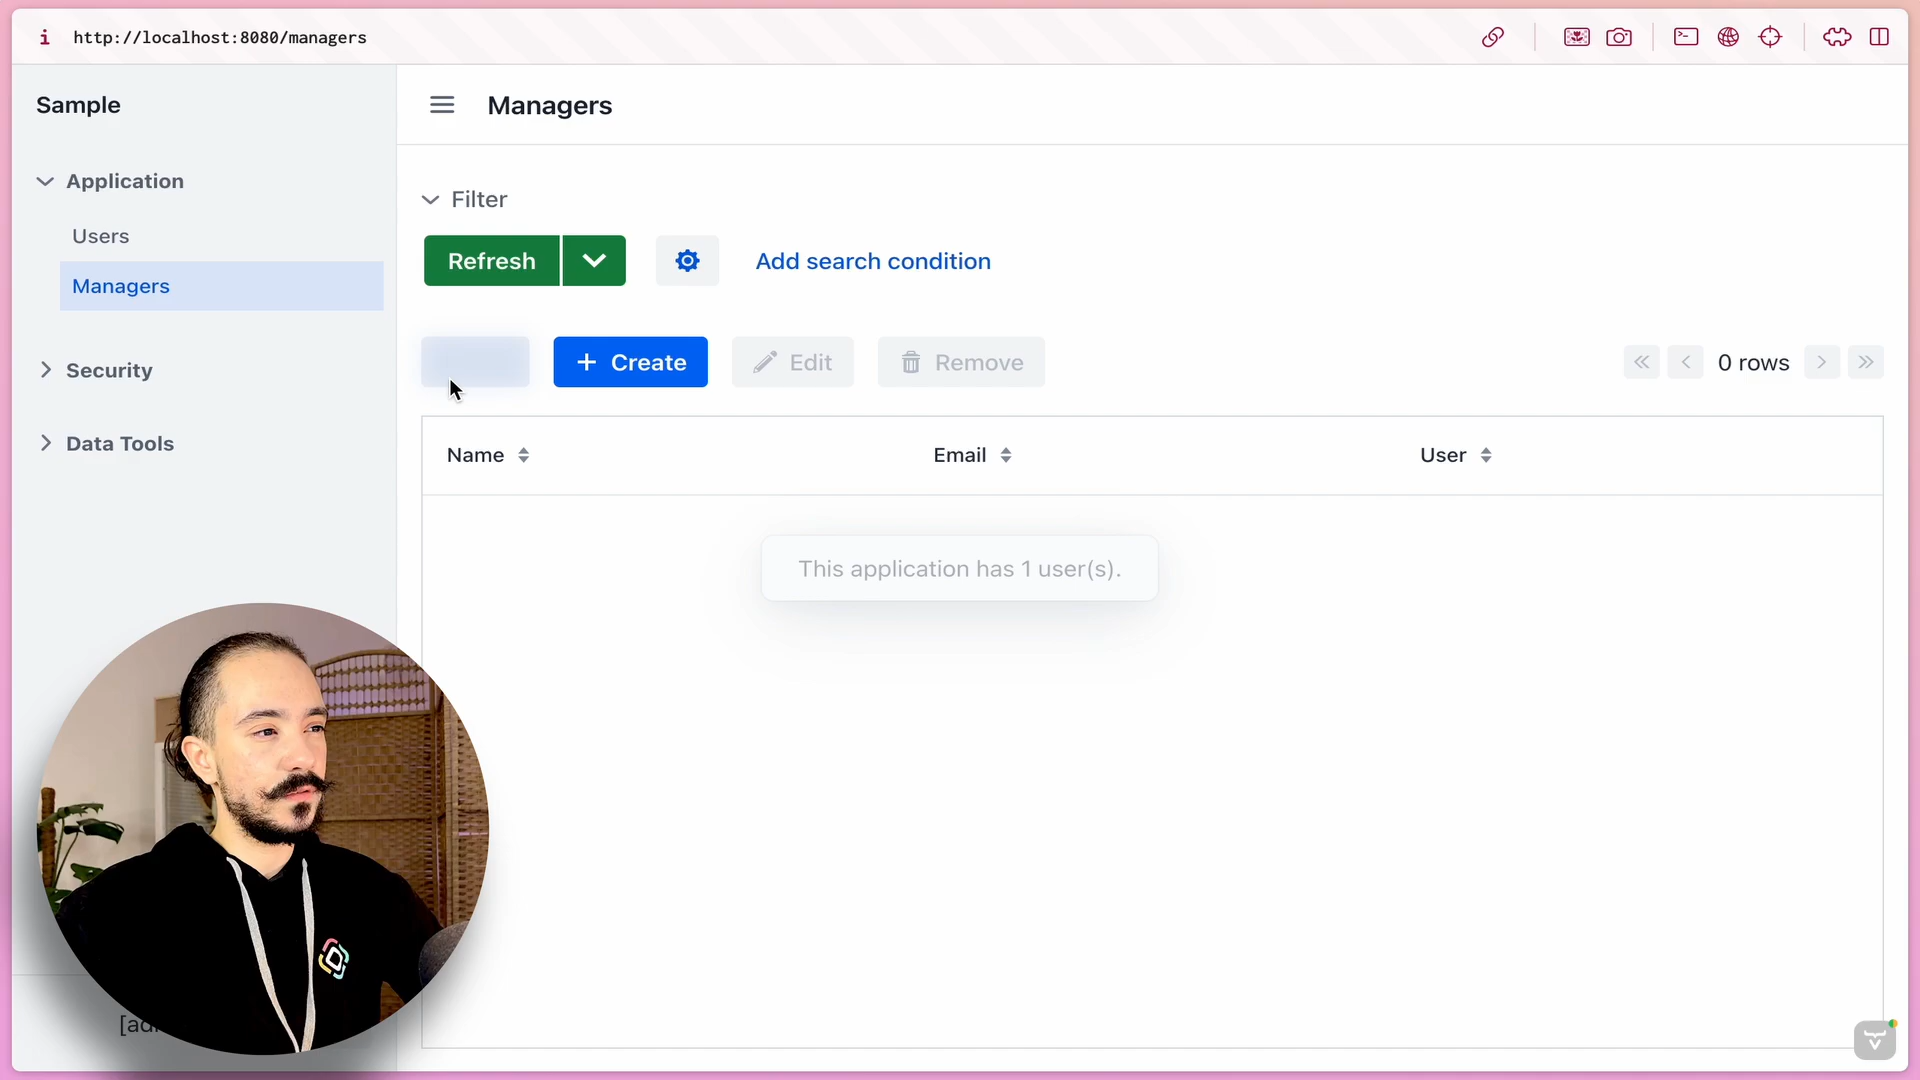 http://localhost:8080/managers
Sample
Managers
Application
Users
Managers
Security
Data Tools
Filter
Refresh
Add search condition
Create
Edit
Remove
0 rows
Name
Email
User
This application has 1 user(s).